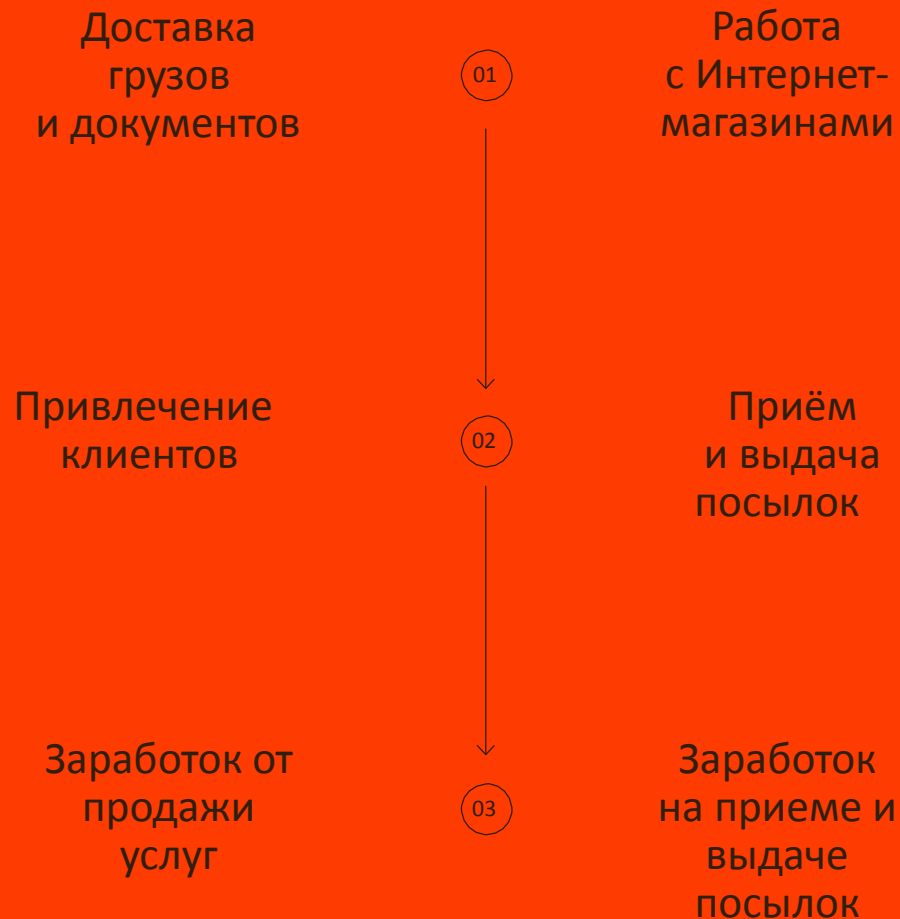 Доставка
грузов
и документов
01
Работа
с Интернет-
магазинами
Привлечение
клиентов
02
Приём
и выдача
посылок
Заработок от
продажи
услуг
03
Заработок
на приеме и
выдаче
посылок